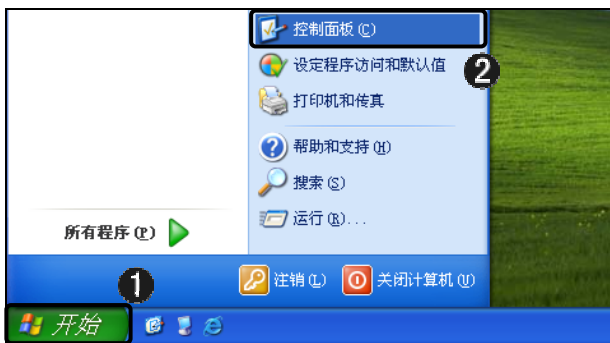 控制面板(C)
设定程序访问和默认值
2
打印机和传真
帮助和支持(H)
搜索(S)
运行(R)...
所有程序(P)
注销(L) 关闭计算机(U)
1
开始